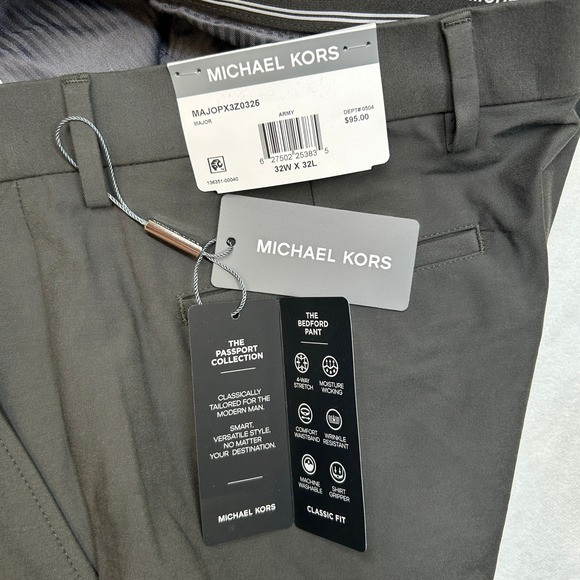 MICHAEL KORS
MAJOPX3Z0325
MAJOR
ARMY
DEPT# 0504
$95.00
6 27502 25383 5
136351-00040
32W X 32L
MICHAEL KORS
THE
PASSPORT
COLLECTION
CLASSICALLY
TAILORED FOR THE
MODERN MAN.
SMART,
VERSATILE STYLE,
NO MATTER
YOUR DESTINATION.
MICHAEL KORS
THE
BEDFORD
PANT
4-WAY
STRETCH
MOISTURE
WICKING
COMFORT
WAISTBAND
WRINKLE
RESISTANT
MACHINE
WASHABLE
SHIRT
GRIPPER
CLASSIC FIT